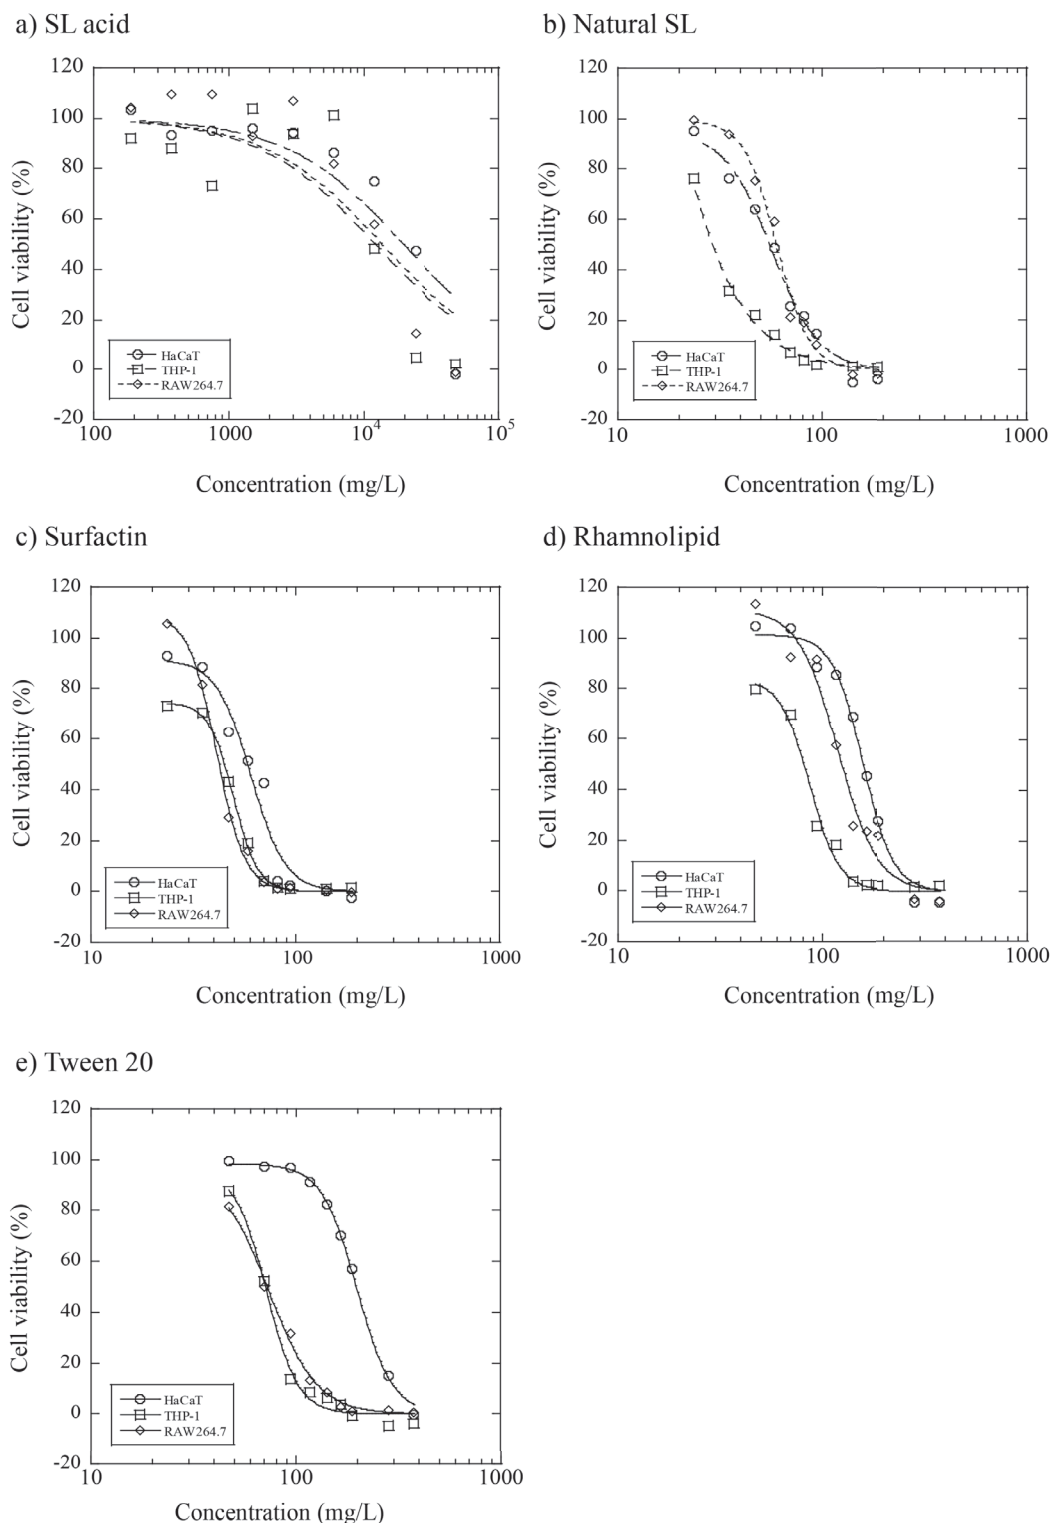 a) SL acid
b) Natural SL
120
100
80
60
40
20
0
-20
Cell viability (%)
HaCaT
THP-1
RAW264.7
100
1000
10⁴
10⁵
Concentration (mg/L)
120
100
80
60
40
20
0
-20
Cell viability (%)
HaCaT
THP-1
RAW264.7
10
100
1000
Concentration (mg/L)
c) Surfactin
d) Rhamnolipid
120
100
80
60
40
20
0
-20
Cell viability (%)
HaCaT
THP-1
RAW264.7
10
100
1000
Concentration (mg/L)
120
100
80
60
40
20
0
-20
Cell viability (%)
HaCaT
THP-1
RAW264.7
10
100
1000
Concentration (mg/L)
e) Tween 20
120
100
80
60
40
20
0
-20
Cell viability (%)
HaCaT
THP-1
RAW264.7
10
100
1000
Concentration (mg/L)